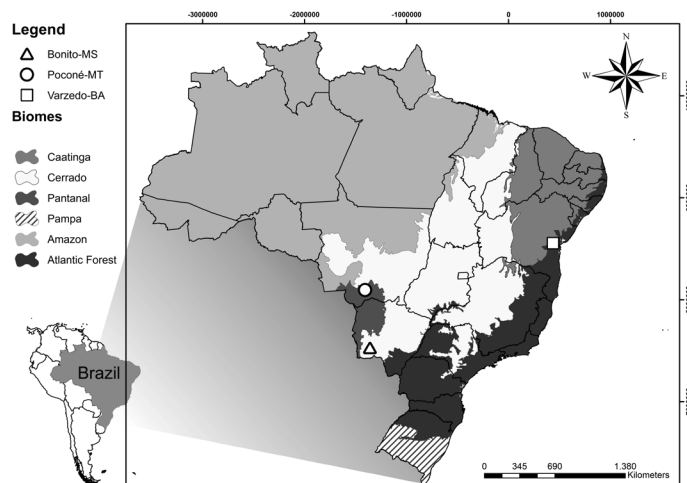 -3000000 -2000000 -1000000 0 1000000
Legend
Bonito-MS
Poconé-MT
Varzedo-BA
Biomes
Caatinga
Cerrado
Pantanal
Pampa
Amazon
Atlantic Forest
N
W E
S
Brazil
0 345 690 1.380
Kilometers